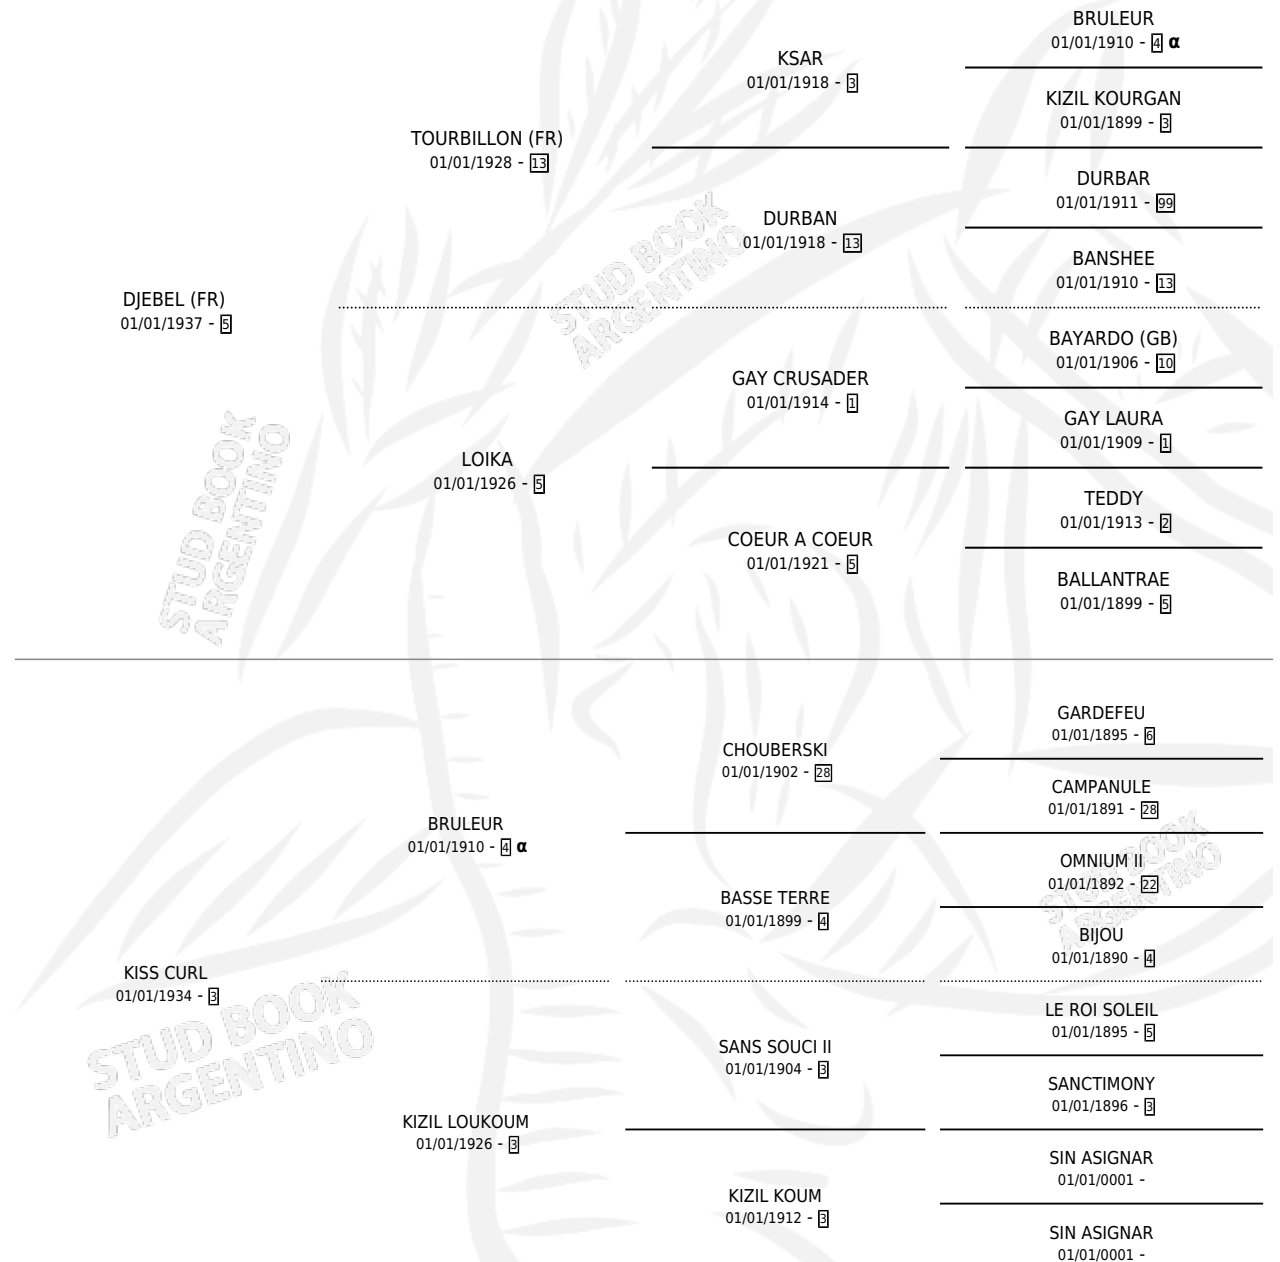 BRULEUR
01/01/1910 - 4 α
KSAR
01/01/1918 - 3
KIZIL KOURGAN
01/01/1899 - 3
TOURBILLON (FR)
01/01/1928 - 13
DURBAR
01/01/1911 - 99
DURBAN
01/01/1918 - 13
BANSHEE
01/01/1910 - 13
DJEBEL (FR)
01/01/1937 - 5
BAYARDO (GB)
01/01/1906 - 10
GAY CRUSADER
01/01/1914 - 1
GAY LAURA
01/01/1909 - 1
LOIKA
01/01/1926 - 5
TEDDY
01/01/1913 - 2
COEUR A COEUR
01/01/1921 - 5
BALLANTRAE
01/01/1899 - 5
STUD BOOK
ARGENTINO
STUD BOOK
ARGENTINO
GARDEFEU
01/01/1895 - 6
CHOUBERSKI
01/01/1902 - 28
CAMPANULE
01/01/1891 - 28
BRULEUR
01/01/1910 - 4 α
OMNIUM II
01/01/1892 - 22
BASSE TERRE
01/01/1899 - 4
BIJOU
01/01/1890 - 4
KISS CURL
01/01/1934 - 3
LE ROI SOLEIL
01/01/1895 - 5
SANS SOUCI II
01/01/1904 - 3
SANCTIMONY
01/01/1896 - 3
KIZIL LOUKOUM
01/01/1926 - 3
SIN ASIGNAR
01/01/0001 -
KIZIL KOUM
01/01/1912 - 3
SIN ASIGNAR
01/01/0001 -
STUD BOOK
ARGENTINO
STUD BOOK
ARGENTINO